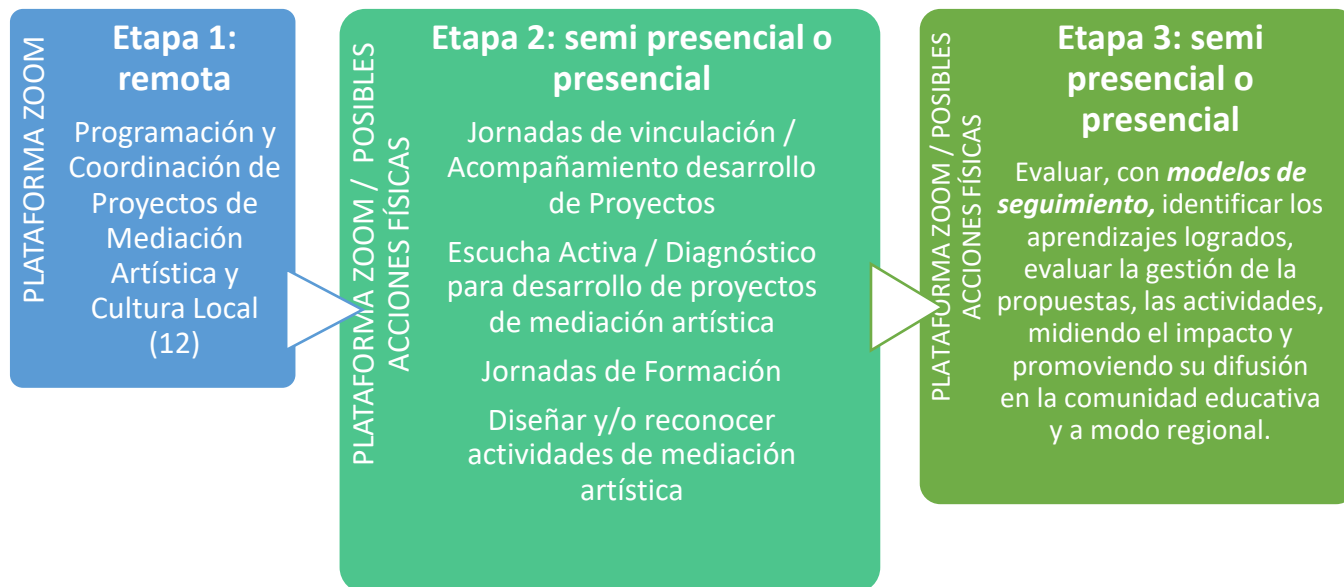 PLATAFORMA ZOOM
Etapa 1:
remota
Programación y
Coordinación de
Proyectos de
Mediación
Artística y
Cultura Local
(12)
PLATAFORMA ZOOM / POSIBLES
ACCIONES FÍSICAS
Etapa 2: semi presencial o
presencial
Jornadas de vinculación /
Acompañamiento desarrollo
de Proyectos
Escucha Activa / Diagnóstico
para desarrollo de proyectos
de mediación artística
Jornadas de Formación
Diseñar y/o reconocer
actividades de mediación
artística
PLATAFORMA ZOOM / POSIBLES
ACCIONES FÍSICAS
Etapa 3: semi
presencial o
presencial
Evaluar, con modelos de
seguimiento, identificar los
aprendizajes logrados,
evaluar la gestión de la
propuestas, las actividades,
midiendo el impacto y
promoviendo su difusión
en la comunidad educativa
y a modo regional.